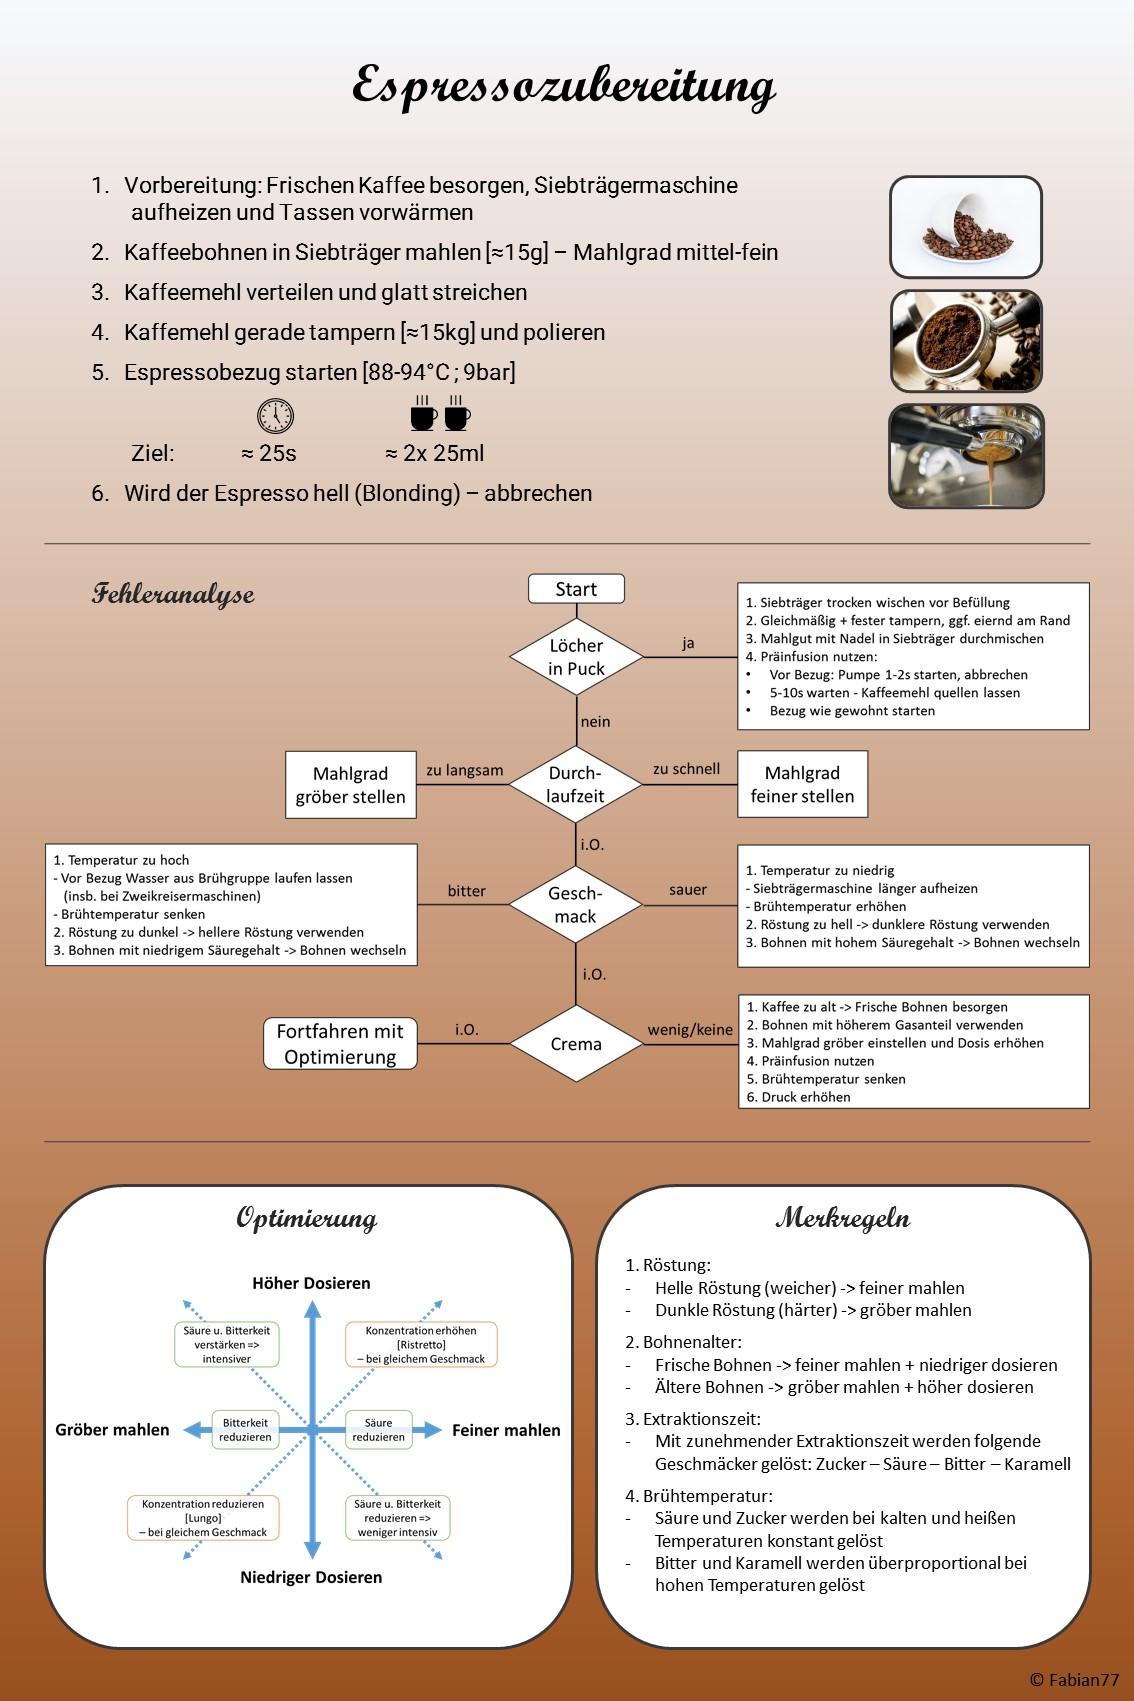 Espressozubereitung
1. Vorbereitung: Frischen Kaffee besorgen, Siebträgermaschine
aufheizen und Tassen vorwärmen
2. Kaffeebohnen in Siebträger mahlen [≈15g] – Mahlgrad mittel-fein
3. Kaffeemehl verteilen und glatt streichen
4. Kaffemehl gerade tampern [≈15kg] und polieren
5. Espressobezug starten [88-94°C ; 9bar]
Ziel: ≈ 25s ≈ 2x 25ml
6. Wird der Espresso hell (Blonding) – abbrechen
Fehleranalyse
Start
Löcher
in Puck
ja
1. Siebträger trocken wischen vor Befüllung
2. Gleichmäßig + fester tampern, ggf. eiernd am Rand
3. Mahlgut mit Nadel in Siebträger durchmischen
4. Präinfusion nutzen:
• Vor Bezug: Pumpe 1-2s starten, abbrechen
• 5-10s warten - Kaffeemehl quellen lassen
• Bezug wie gewohnt starten
nein
Mahlgrad
gröber stellen
zu langsam
Durch-
laufzeit
zu schnell
Mahlgrad
feiner stellen
i.O.
1. Temperatur zu hoch
- Vor Bezug Wasser aus Brühgruppe laufen lassen
(insb. bei Zweikreisermaschinen)
- Brühtemperatur senken
2. Röstung zu dunkel -> hellere Röstung verwenden
3. Bohnen mit niedrigem Säuregehalt -> Bohnen wechseln
bitter
Gesch-
mack
sauer
1. Temperatur zu niedrig
- Siebträgermaschine länger aufheizen
- Brühtemperatur erhöhen
2. Röstung zu hell -> dunklere Röstung verwenden
3. Bohnen mit hohem Säuregehalt -> Bohnen wechseln
i.O.
Fortfahren mit
Optimierung
i.O.
Crema
wenig/keine
1. Kaffee zu alt -> Frische Bohnen besorgen
2. Bohnen mit höherem Gasanteil verwenden
3. Mahlgrad gröber einstellen und Dosis erhöhen
4. Präinfusion nutzen
5. Brühtemperatur senken
6. Druck erhöhen
Optimierung
Höher Dosieren
Säure u. Bitterkeit
verstärken =>
intensiver
Konzentration erhöhen
[Ristretto]
– bei gleichem Geschmack
Gröber mahlen
Bitterkeit
reduzieren
Säure
reduzieren
Feiner mahlen
Konzentration reduzieren
[Lungo]
– bei gleichem Geschmack
Säure u. Bitterkeit
reduzieren =>
weniger intensiv
Niedriger Dosieren
Merkregeln
1. Röstung:
- Helle Röstung (weicher) -> feiner mahlen
- Dunkle Röstung (härter) -> gröber mahlen
2. Bohnenalter:
- Frische Bohnen -> feiner mahlen + niedriger dosieren
- Ältere Bohnen -> gröber mahlen + höher dosieren
3. Extraktionszeit:
- Mit zunehmender Extraktionszeit werden folgende
Geschmäcker gelöst: Zucker – Säure – Bitter – Karamell
4. Brühtemperatur:
- Säure und Zucker werden bei kalten und heißen
Temperaturen konstant gelöst
- Bitter und Karamell werden überproportional bei
hohen Temperaturen gelöst
© Fabian77